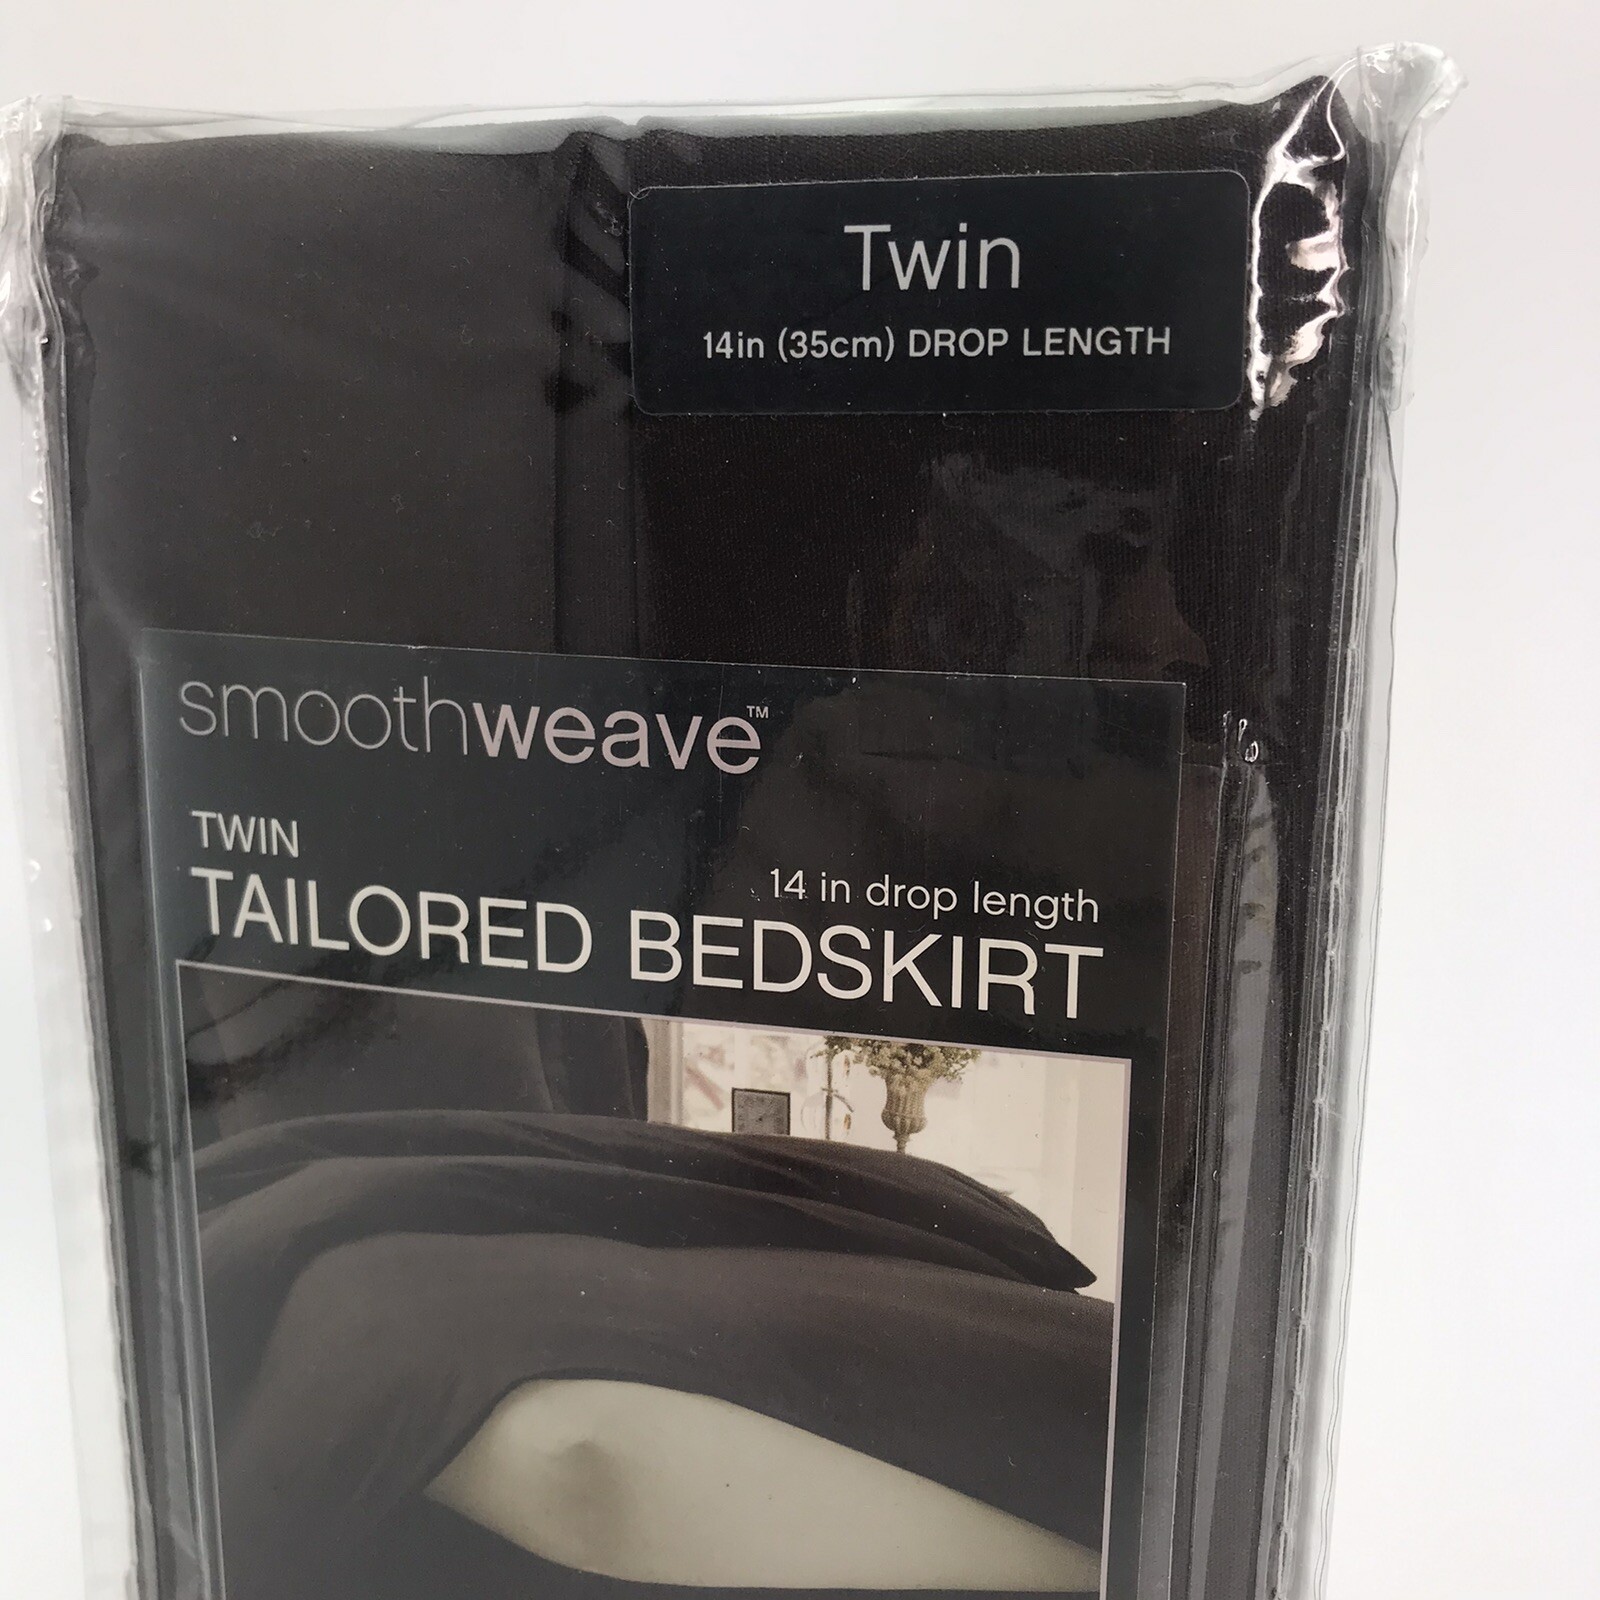 Twin
14in (35cm) DROP LENGTH
smoothweave™
TWIN
14 in drop length
TAILORED BEDSKIRT